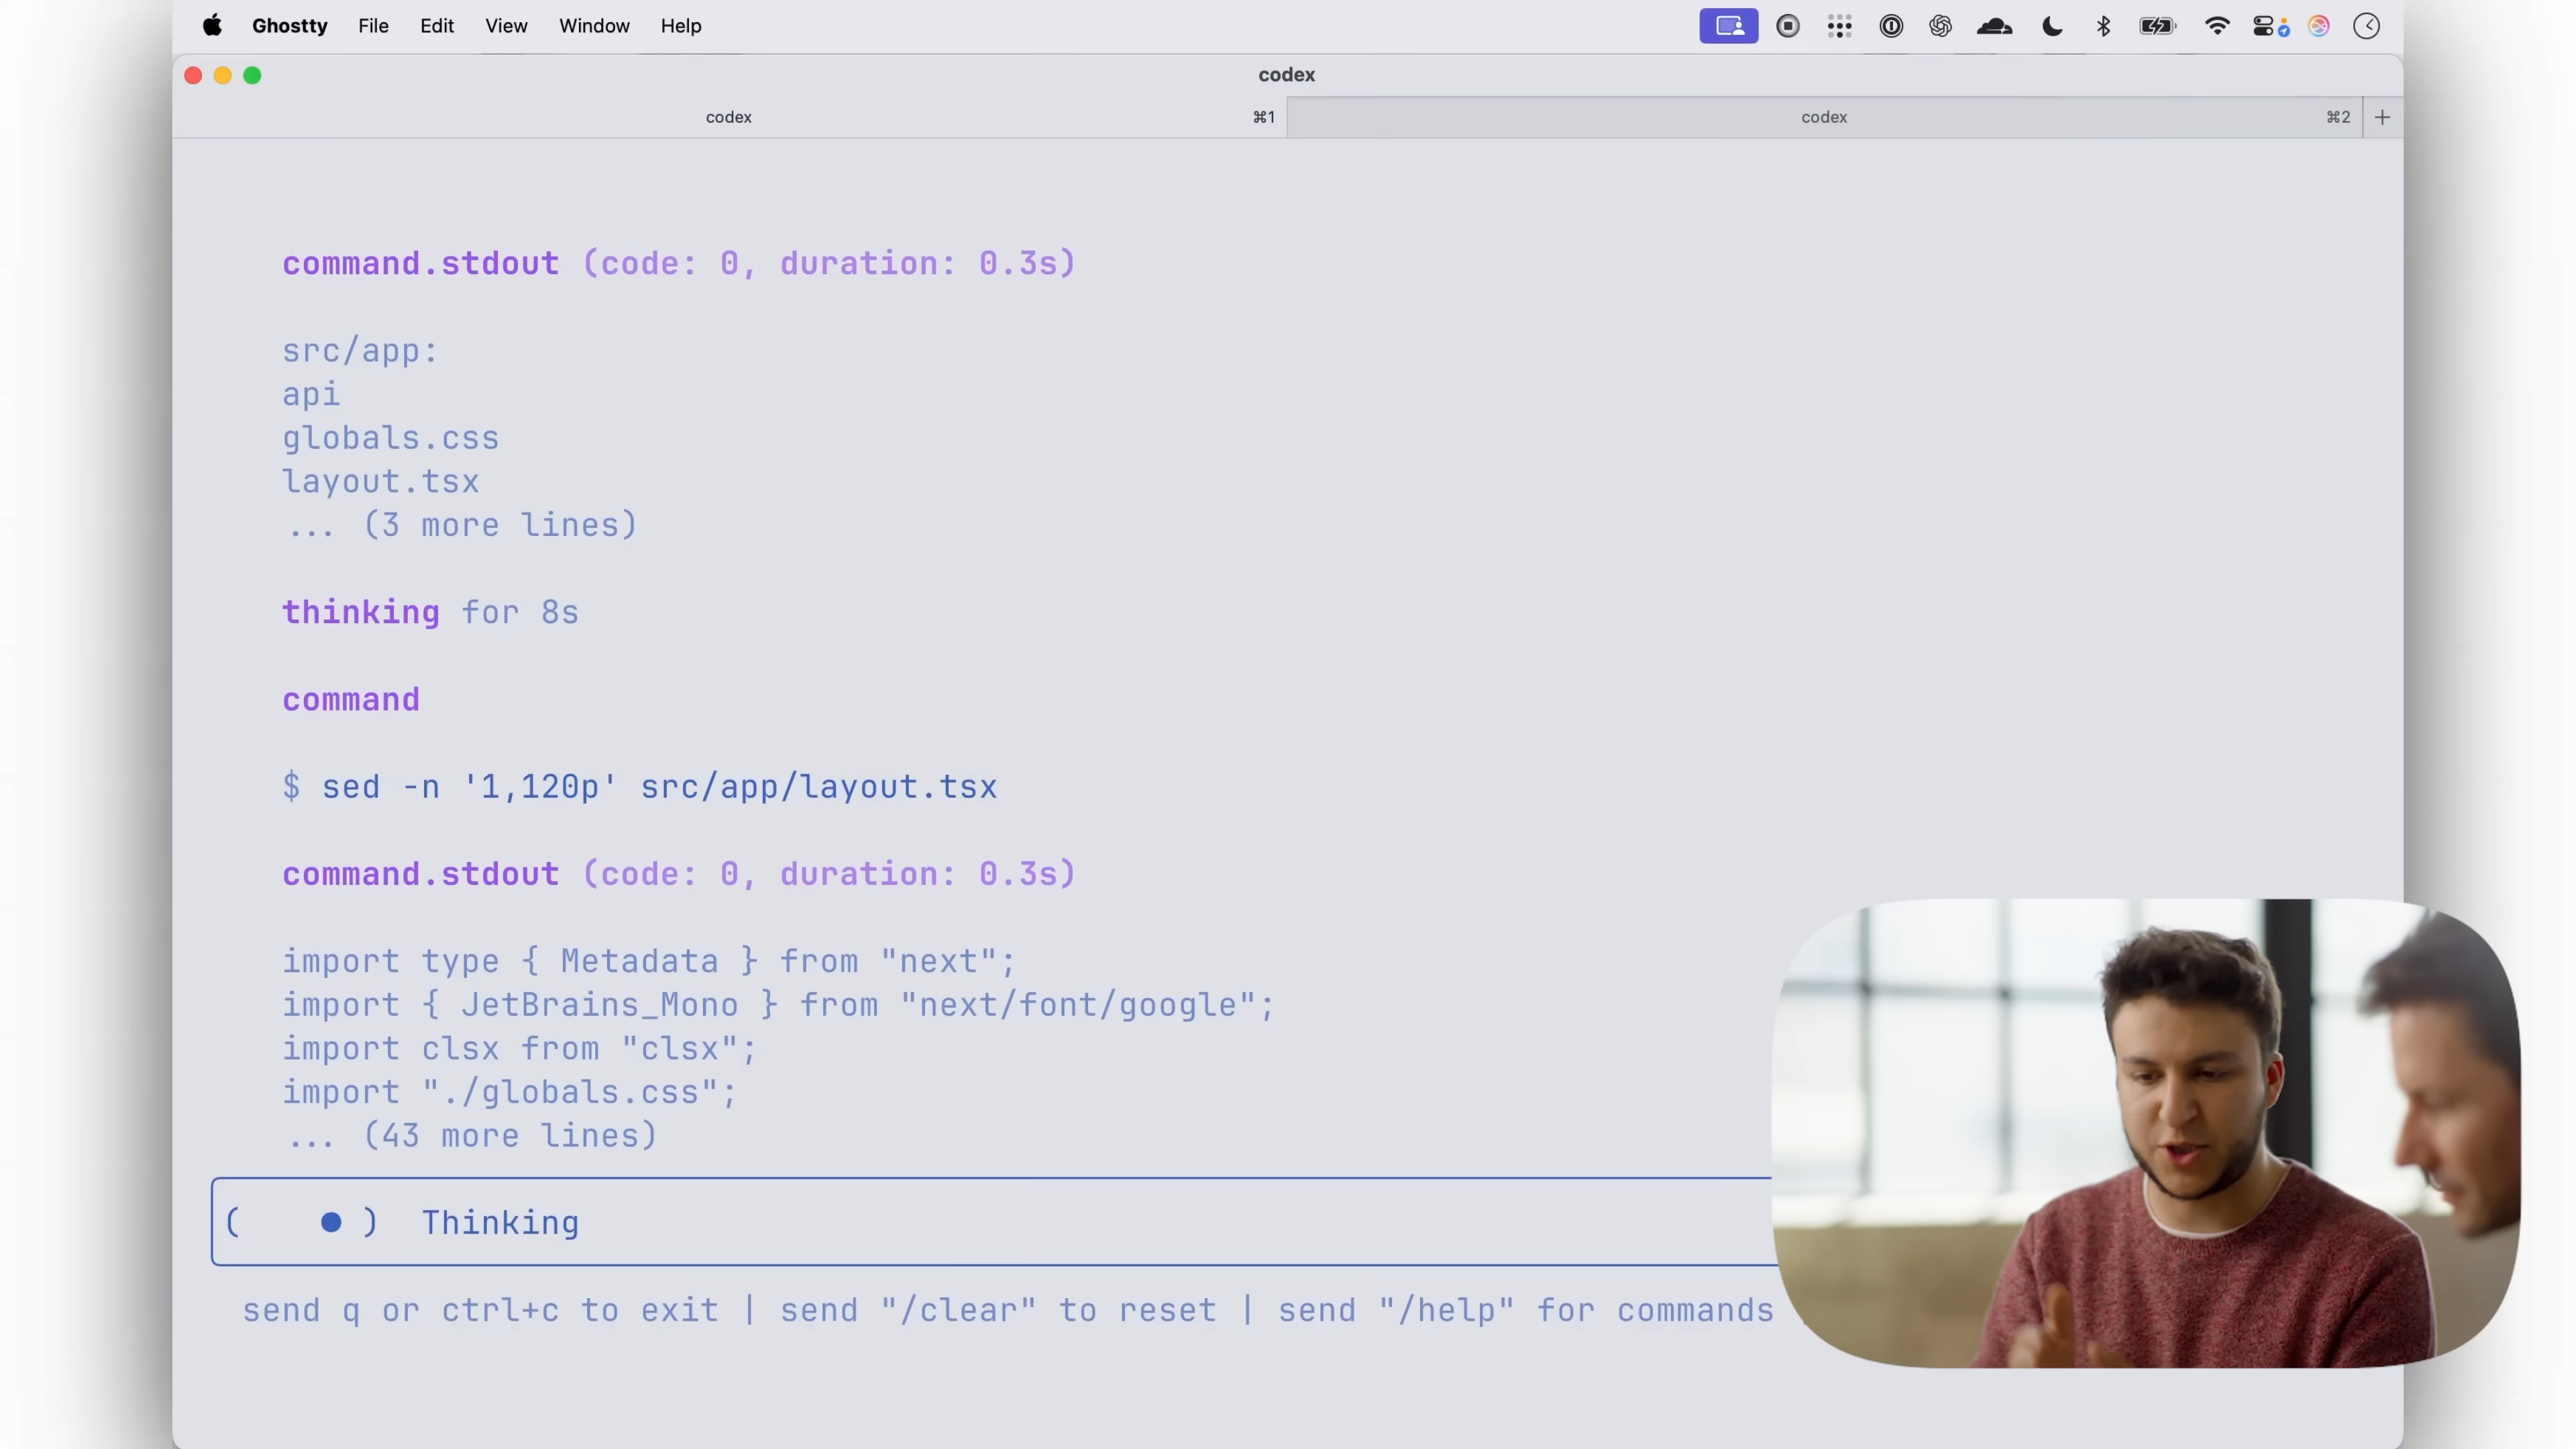 Ghostty File Edit View Window Help
codex
codex ⌘1 codex ⌘2
command.stdout (code: 0, duration: 0.3s)
src/app:
api
globals.css
layout.tsx
... (3 more lines)
thinking for 8s
command
$ sed -n '1,120p' src/app/layout.tsx
command.stdout (code: 0, duration: 0.3s)
import type { Metadata } from "next";
import { JetBrains_Mono } from "next/font/google";
import clsx from "clsx";
import "./globals.css";
... (43 more lines)
( ● ) Thinking
send q or ctrl+c to exit | send "/clear" to reset | send "/help" for commands